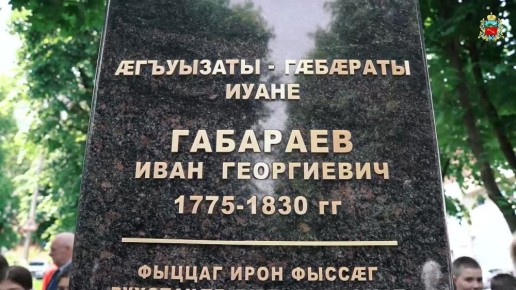 ÆГЪУЫЗАТЫ - ГÆБÆРАТЫ
ИУАНЕ
ГАБАРАЕВ
ИВАН ГЕОРГИЕВИЧ
1775-1830 гг
ФЫЦЦАГ ИРОН ФЫССÆГ